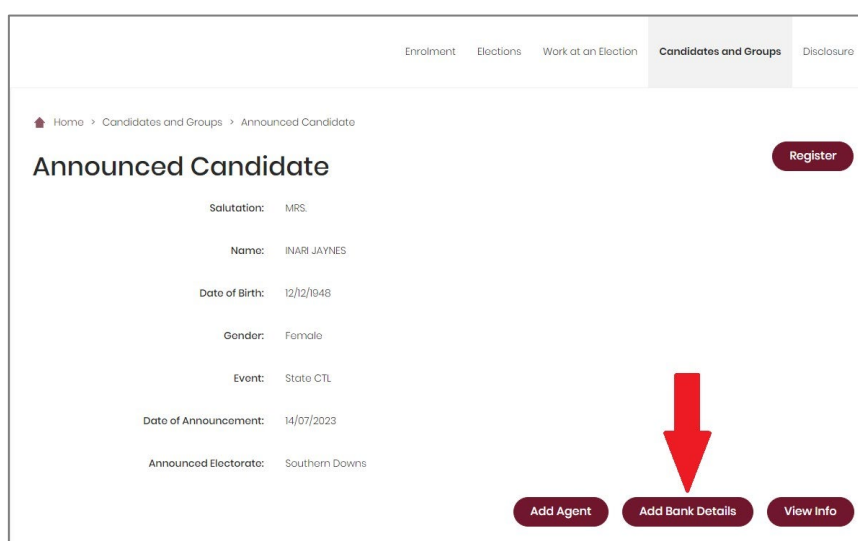 Enrolment Elections Work at an Election Candidates and Groups Disclosure
Home > Candidates and Groups > Announced Candidate
Announced Candidate
Register
Salutation: MRS.
Name: INARI JAYNES
Date of Birth: 12/12/1948
Gender: Female
Event: State CTL
Date of Announcement: 14/07/2023
Announced Electorate: Southern Downs
Add Agent Add Bank Details View Info